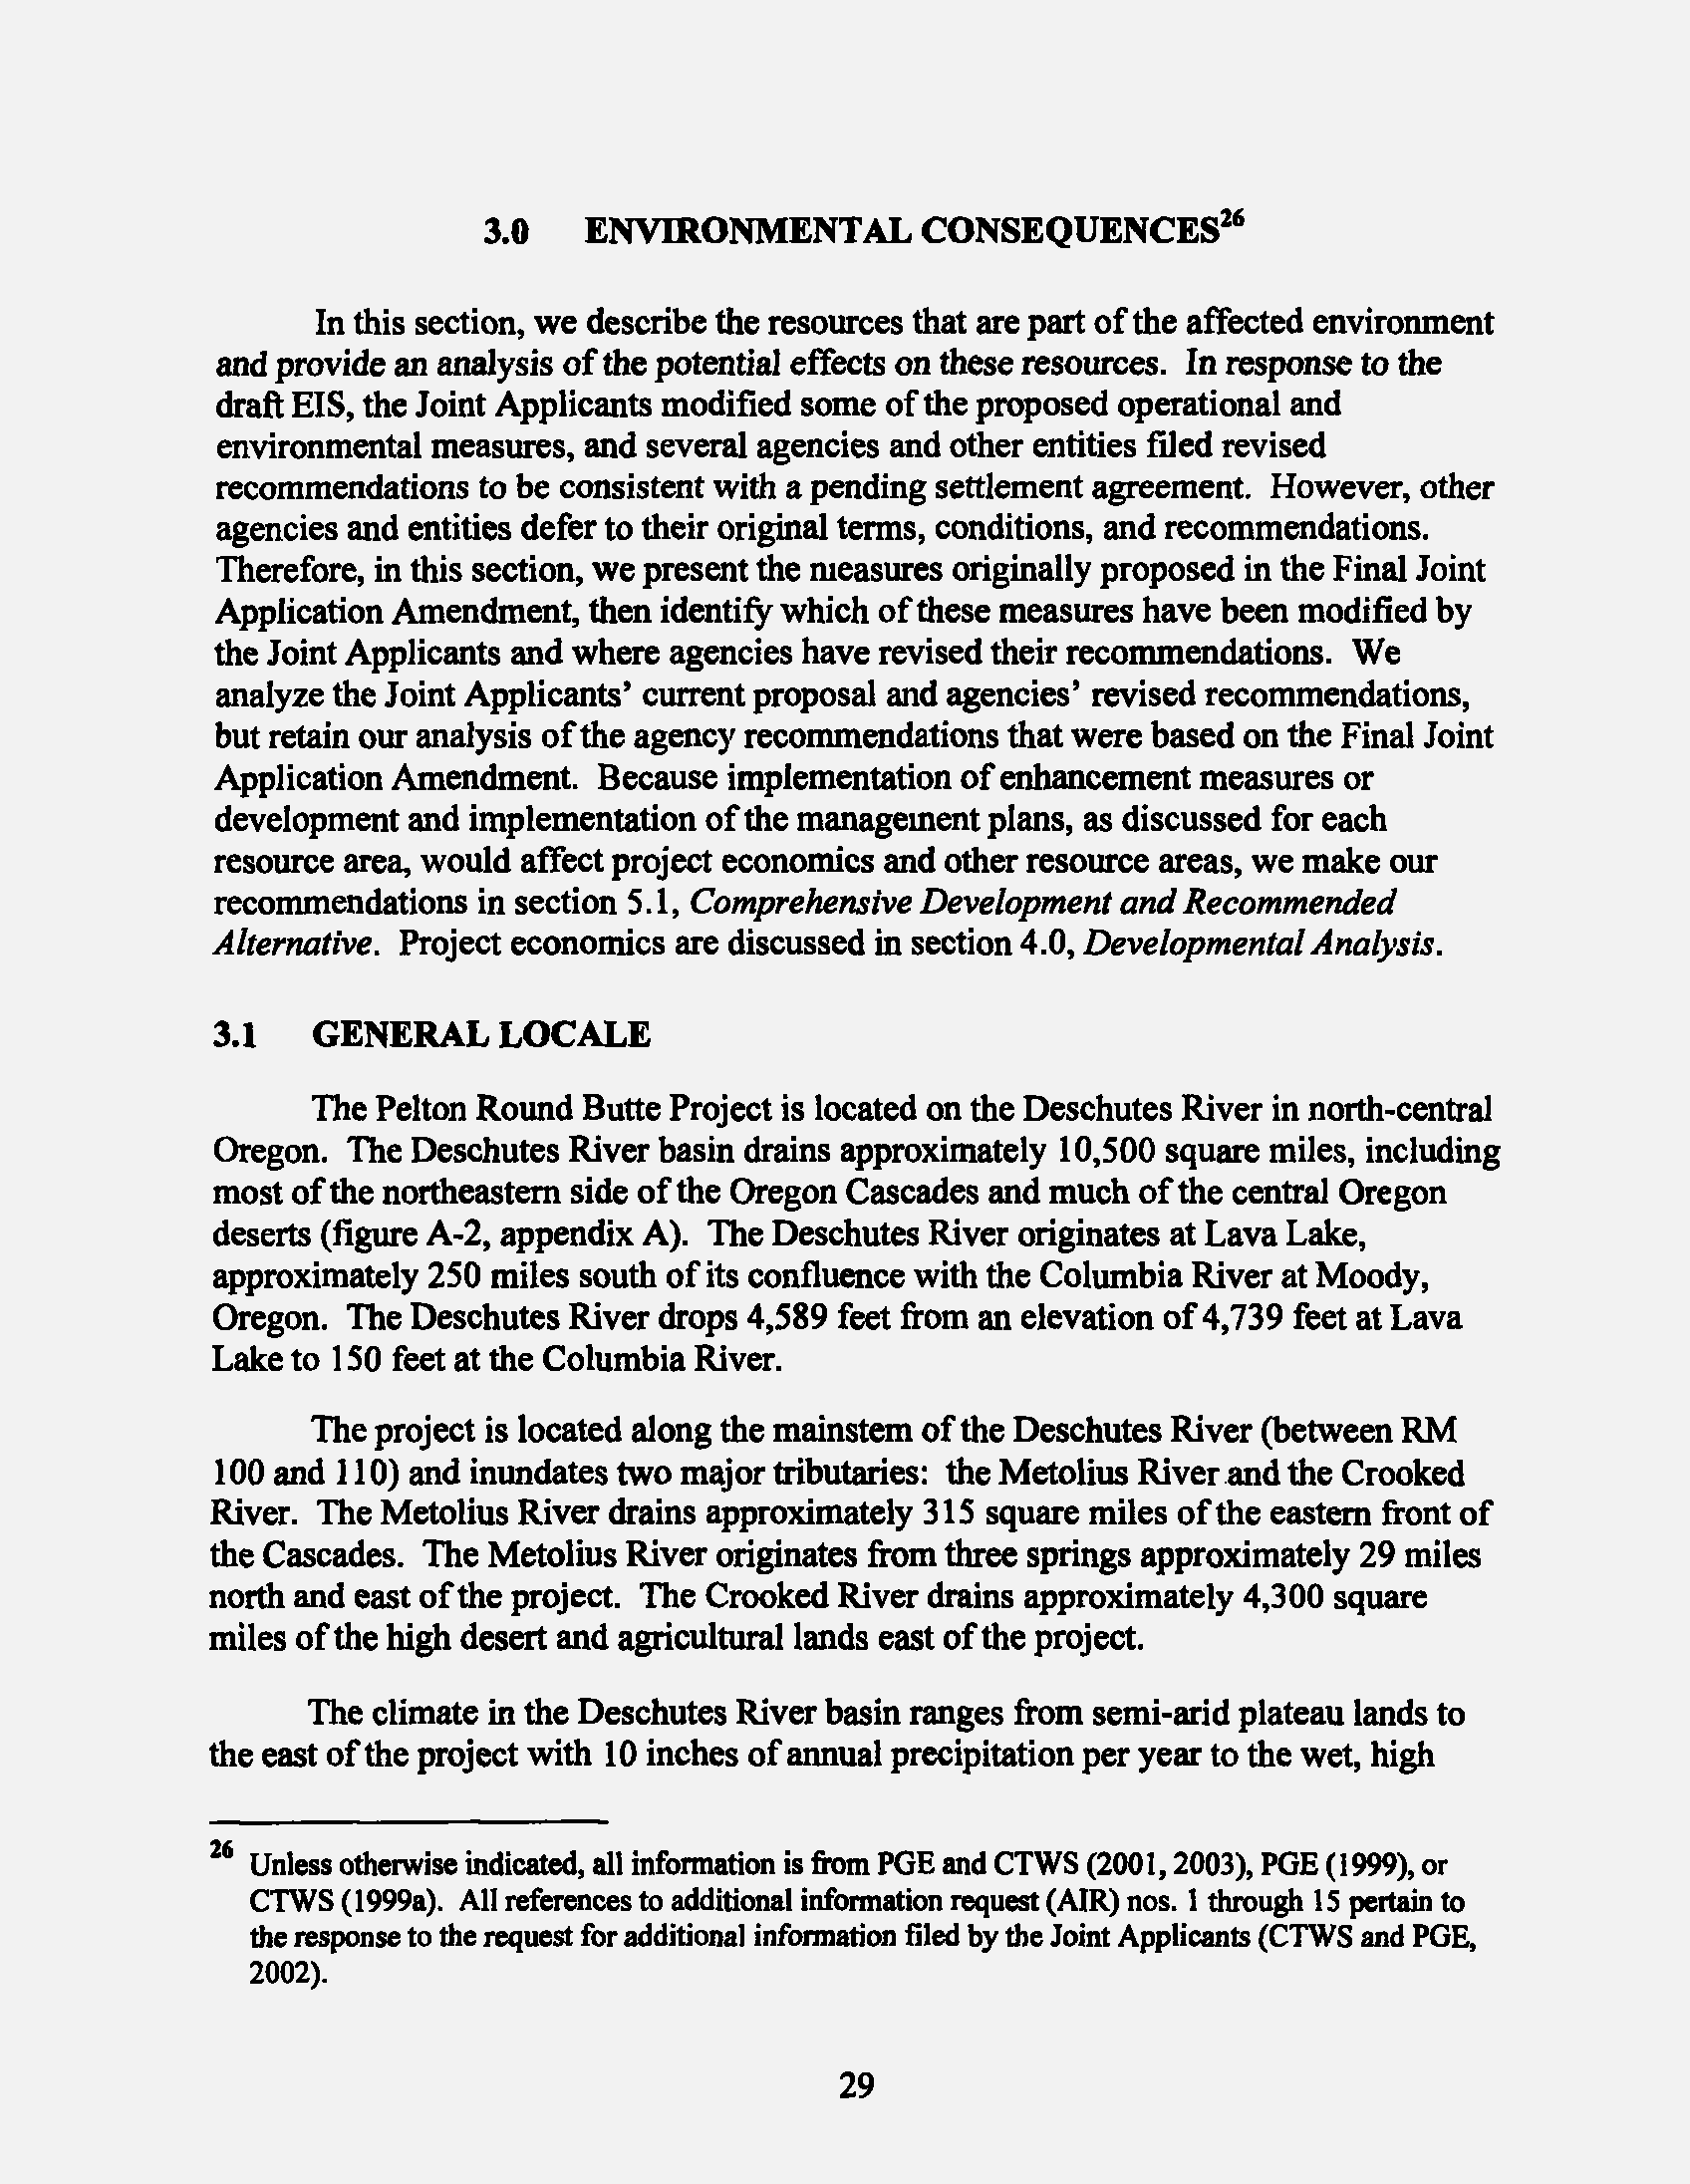 3.0 ENVIRONMENTAL CONSEQUENCES26
In this section, we describe the resources that are part of the affected environment
and provide an analysis of the potential effects on these resources. In response to the
draft EIS, the Joint Applicants modified some of the proposed operational and
environmental measures, and several agencies and other entities filed revised
recommendations to be consistent with a pending settlement agreement. However, other
agencies and entities defer to their original terms, conditions, and recommendations.
Therefore, in this section, we present the measures originally proposed in the Final Joint
Application Amendment, then identify which of these measures have been modified by
the Joint Applicants and where agencies have revised their recommendations. We
analyze the Joint Applicants’ current proposal and agencies’ revised recommendations,
but retain our analysis of the agency recommendations that were based on the Final Joint
Application Amendment. Because implementation of enhancement measures or
development and implementation of the management plans, as discussed for each
resource area, would affect project economics and other resource areas, we make our
recommendations in section 5.1, Comprehensive Development and Recommended
Alternative. Project economics are discussed in section 4.0, Developmental Analysis.
3.1 GENERAL LOCALE
The Pelton Round Butte Project is located on the Deschutes River in north-central
Oregon. The Deschutes River basin drains approximately 10,500 square miles, including
most of the northeastern side of the Oregon Cascades and much of the central Oregon
deserts (figure A-2, appendix A). The Deschutes River originates at Lava Lake,
approximately 250 miles south of its confluence with the Columbia River at Moody,
Oregon. The Deschutes River drops 4,589 feet from an elevation of 4,739 feet at Lava
Lake to 150 feet at the Columbia River.
The project is located along the mainstem of the Deschutes River (between RM
100 and 110) and inundates two major tributaries: the Metolius River and the Crooked
River. The Metolius River drains approximately 315 square miles of the eastern front of
the Cascades. The Metolius River originates from three springs approximately 29 miles
north and east of the project. The Crooked River drains approximately 4,300 square
miles of the high desert and agricultural lands east of the project.
The climate in the Deschutes River basin ranges from semi-arid plateau lands to
the east of the project with 10 inches of annual precipitation per year to the wet, high
26 Unless otherwise indicated, all information is from PGE and CTWS (2001, 2003), PGE (1999), or
CTWS (1999a). All references to additional information request (AIR) nos. 1 through 15 pertain to
the response to the request for additional information filed by the Joint Applicants (CTWS and PGE,
2002).
29